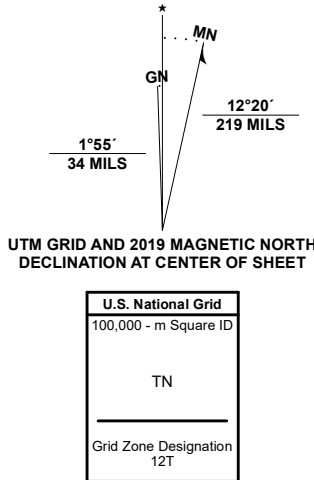 ★
MN
GN
1°55´
34 MILS
12°20´
219 MILS
UTM GRID AND 2019 MAGNETIC NORTH
DECLINATION AT CENTER OF SHEET
U.S. National Grid
100,000 - m Square ID
TN
Grid Zone Designation
12T